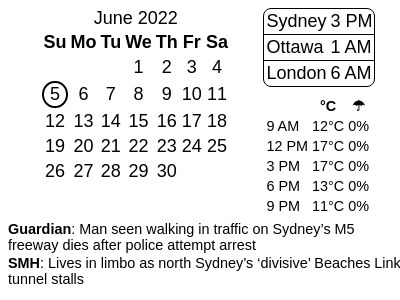 June 2022
Su Mo Tu We Th Fr Sa
1 2 3 4
5 6 7 8 9 10 11
12 13 14 15 16 17 18
19 20 21 22 23 24 25
26 27 28 29 30
Sydney 3 PM
Ottawa 1 AM
London 6 AM
°C ☂
9 AM 12°C 0%
12 PM 17°C 0%
3 PM 17°C 0%
6 PM 13°C 0%
9 PM 11°C 0%
Guardian: Man seen walking in traffic on Sydney’s M5
freeway dies after police attempt arrest
SMH: Lives in limbo as north Sydney’s ‘divisive’ Beaches Link
tunnel stalls